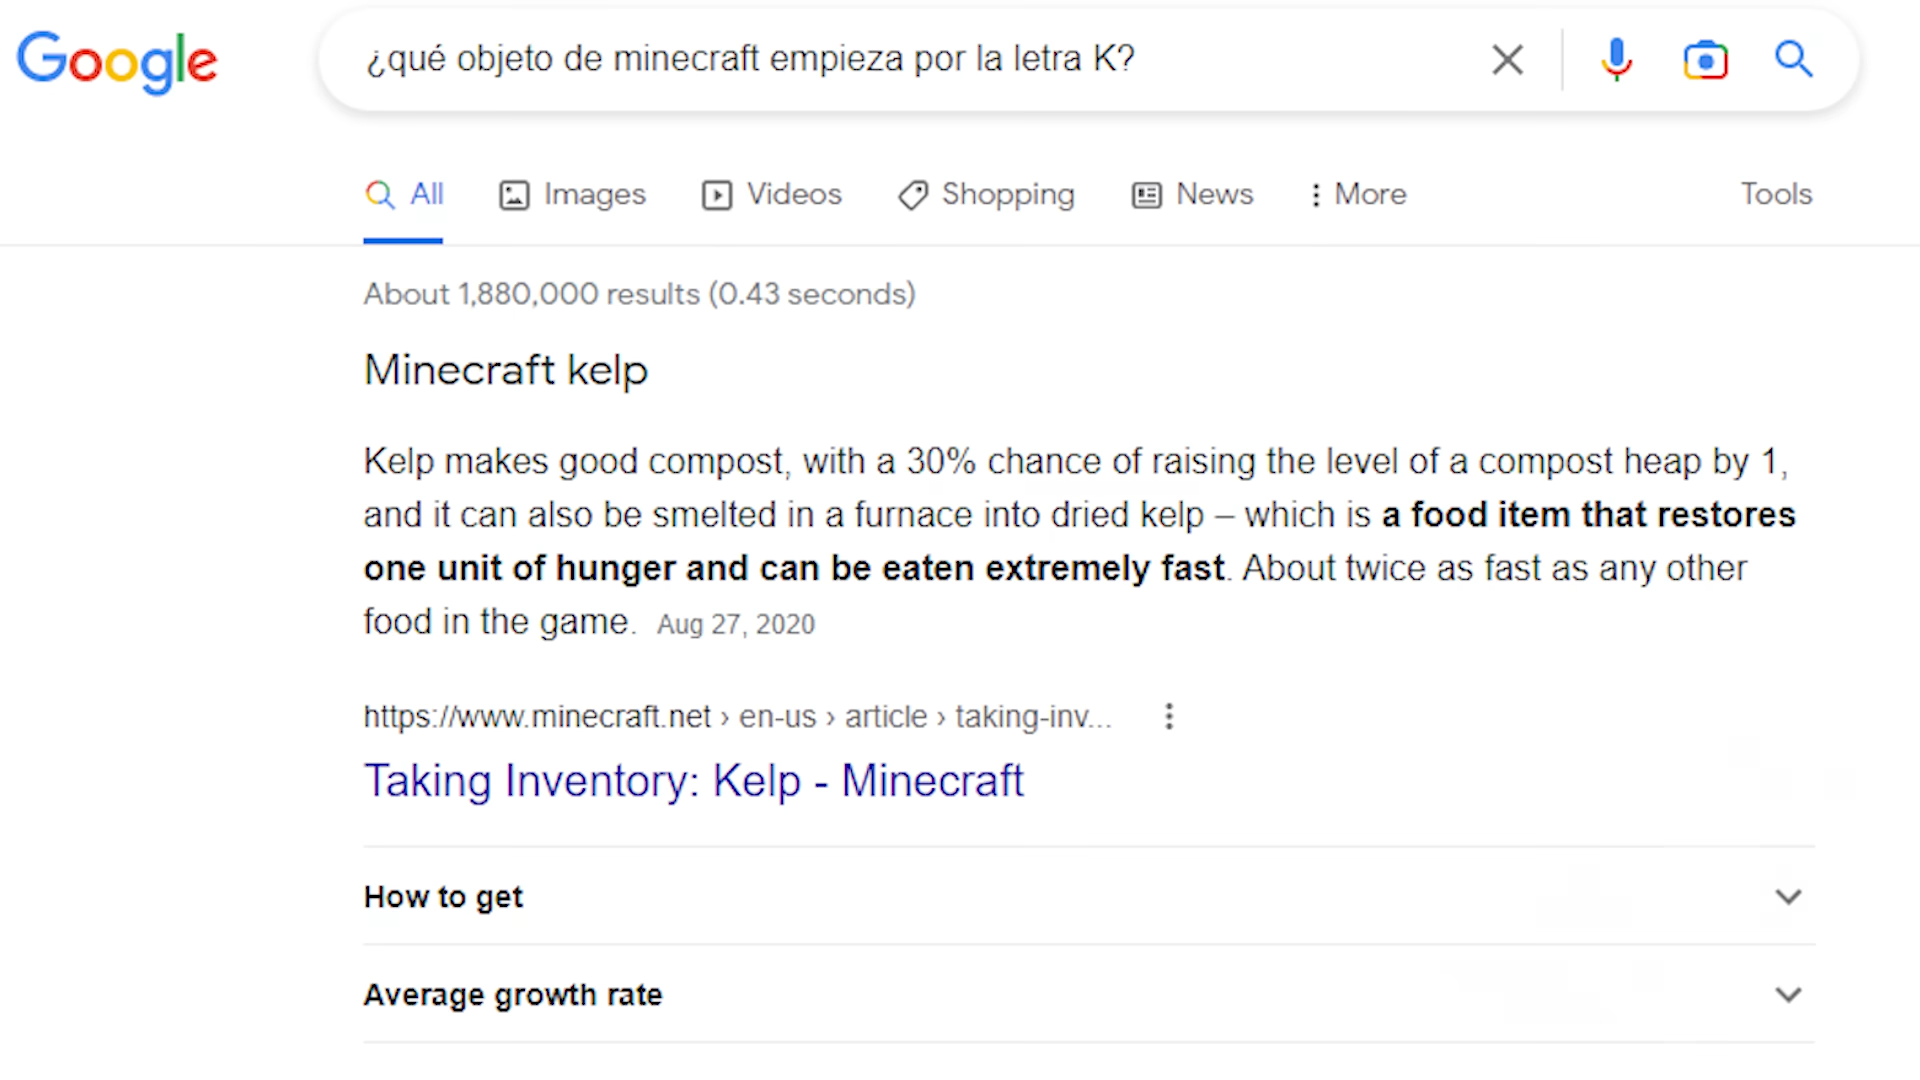 Google
¿qué objeto de minecraft empieza por la letra K?
All Images Videos Shopping News More Tools
About 1,880,000 results (0.43 seconds)
Minecraft kelp
Kelp makes good compost, with a 30% chance of raising the level of a compost heap by 1,
and it can also be smelted in a furnace into dried kelp – which is a food item that restores
one unit of hunger and can be eaten extremely fast. About twice as fast as any other
food in the game. Aug 27, 2020
https://www.minecraft.net › en-us › article › taking-inv...
Taking Inventory: Kelp - Minecraft
How to get
Average growth rate